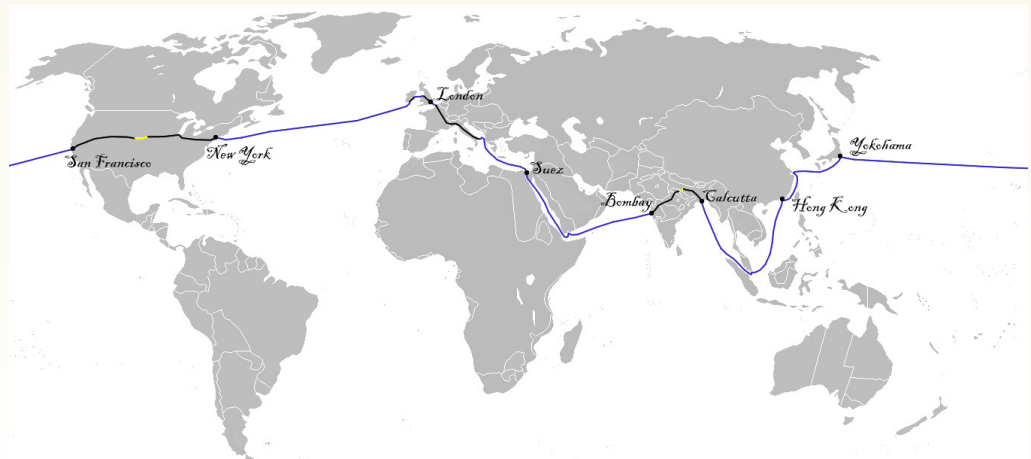 London
San Francisco
New York
Suez
Yokohama
Bombay
Calcutta
Hong Kong